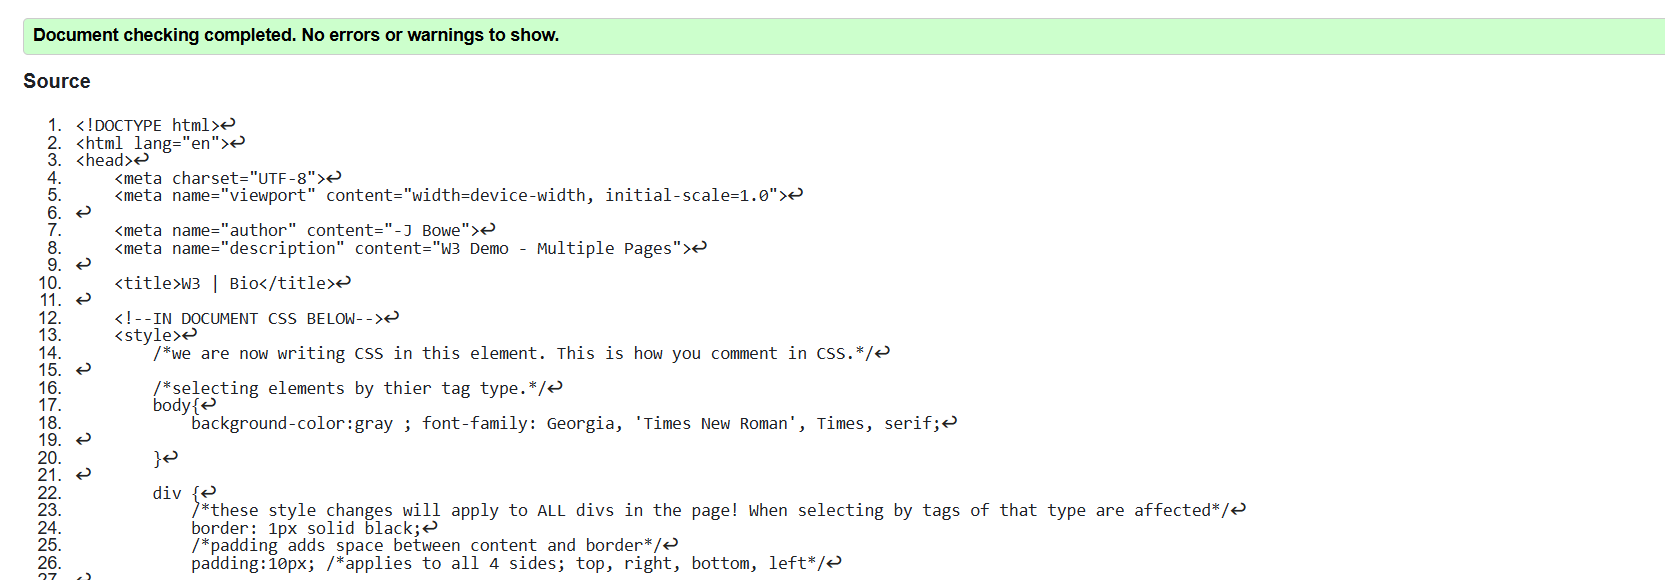 Document checking completed. No errors or warnings to show.
Source
1. <!DOCTYPE html>↩
2. <html lang="en">↩
3. <head>↩
4.     <meta charset="UTF-8">↩
5.     <meta name="viewport" content="width=device-width, initial-scale=1.0">↩
6. ↩
7.     <meta name="author" content="-J Bowe">↩
8.     <meta name="description" content="W3 Demo - Multiple Pages">↩
9. ↩
10.     <title>W3 | Bio</title>↩
11. ↩
12.     <!--IN DOCUMENT CSS BELOW-->↩
13.     <style>↩
14.         /*we are now writing CSS in this element. This is how you comment in CSS.*/↩
15. ↩
16.         /*selecting elements by thier tag type.*/↩
17.         body{↩
18.             background-color:gray ; font-family: Georgia, 'Times New Roman', Times, serif;↩
19. ↩
20.         }↩
21. ↩
22.         div {↩
23.             /*these style changes will apply to ALL divs in the page! When selecting by tags of that type are affected*/↩
24.             border: 1px solid black;↩
25.             /*padding adds space between content and border*/↩
26.             padding:10px; /*applies to all 4 sides; top, right, bottom, left*/↩
27. ↩